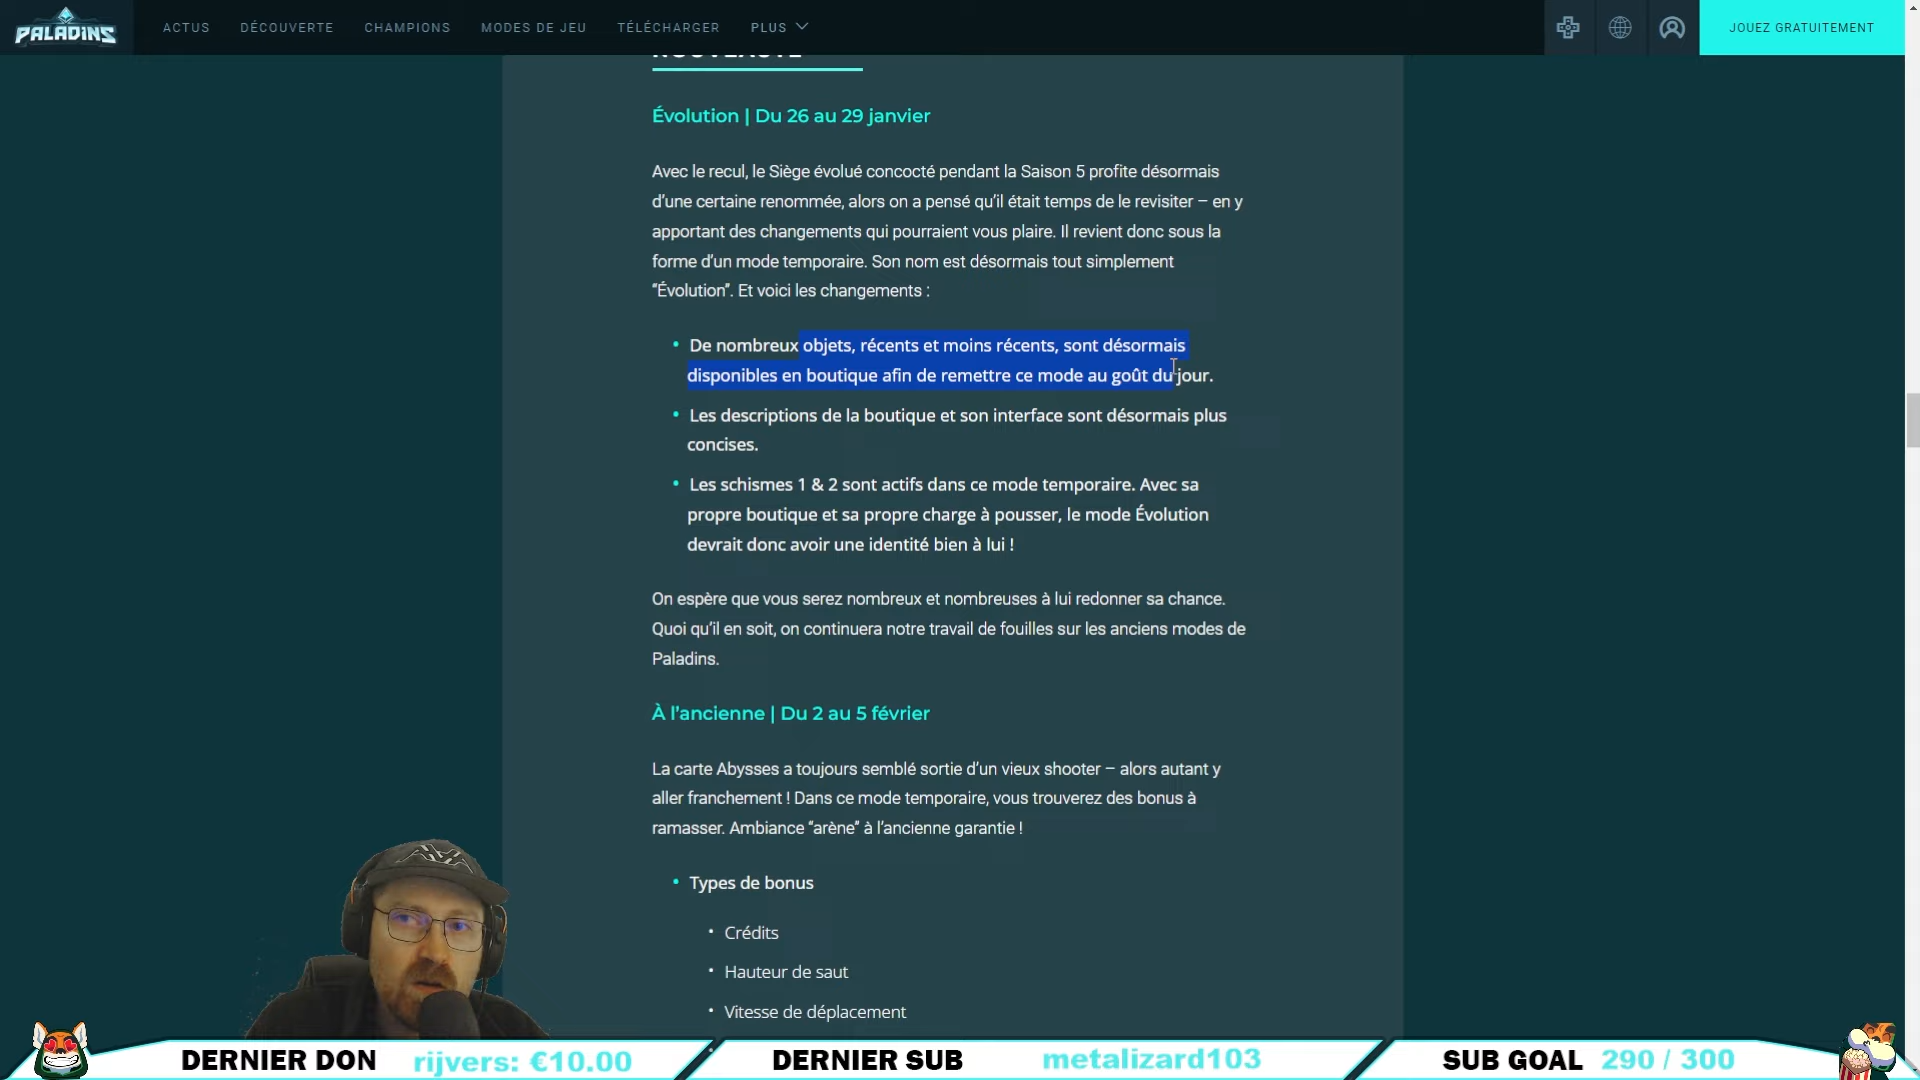 PALADINS
ACTUS DÉCOUVERTE CHAMPIONS MODES DE JEU TÉLÉCHARGER PLUS JOUEZ GRATUITEMENT
NOUVEAUTÉ
Évolution | Du 26 au 29 janvier
Avec le recul, le Siège évolué concocté pendant la Saison 5 profite désormais
d’une certaine renommée, alors on a pensé qu’il était temps de le revisiter – en y
apportant des changements qui pourraient vous plaire. Il revient donc sous la
forme d’un mode temporaire. Son nom est désormais tout simplement
“Évolution”. Et voici les changements :
• De nombreux objets, récents et moins récents, sont désormais
disponibles en boutique afin de remettre ce mode au goût du jour.
• Les descriptions de la boutique et son interface sont désormais plus
concises.
• Les schismes 1 & 2 sont actifs dans ce mode temporaire. Avec sa
propre boutique et sa propre charge à pousser, le mode Évolution
devrait donc avoir une identité bien à lui !
On espère que vous serez nombreux et nombreuses à lui redonner sa chance.
Quoi qu’il en soit, on continuera notre travail de fouilles sur les anciens modes de
Paladins.
À l’ancienne | Du 2 au 5 février
La carte Abysses a toujours semblé sortie d’un vieux shooter – alors autant y
aller franchement ! Dans ce mode temporaire, vous trouverez des bonus à
ramasser. Ambiance “arène” à l’ancienne garantie !
• Types de bonus
• Crédits
• Hauteur de saut
• Vitesse de déplacement
DERNIER DON rijvers: €10.00 DERNIER SUB metalizard103 SUB GOAL 290 / 300